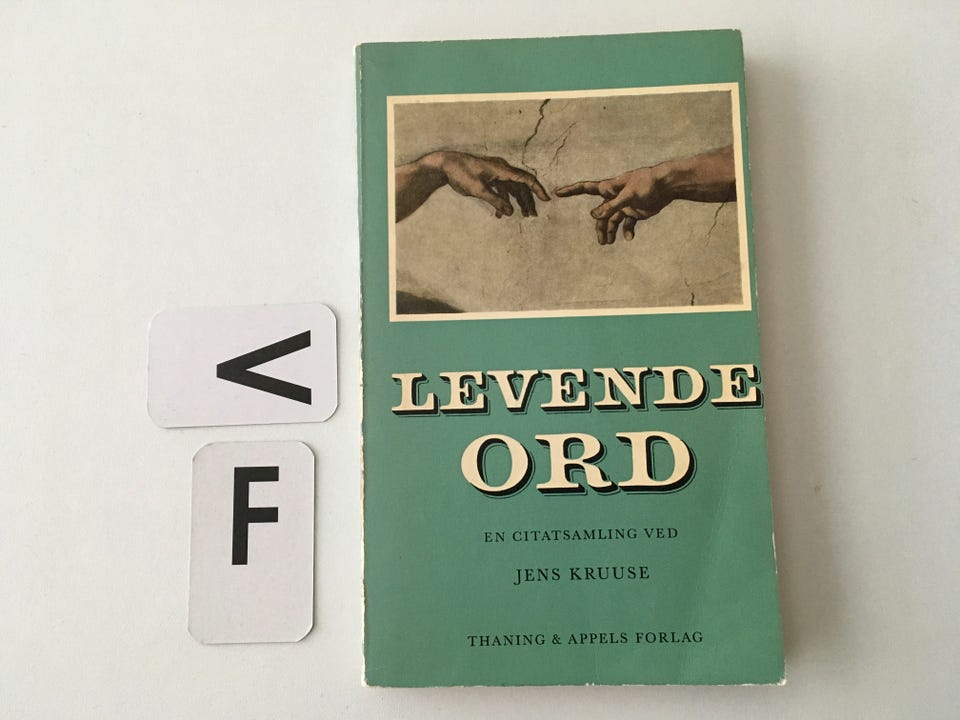 V
F
LEVENDE
ORD
EN CITATSAMLING VED
JENS KRUUSE
THANING & APPELS FORLAG